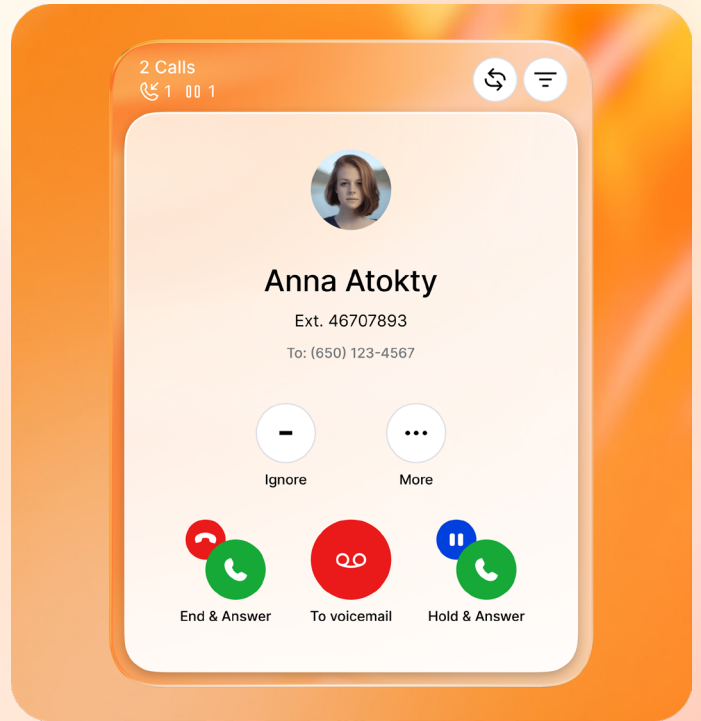 2 Calls
1 1
Anna Atokty
Ext. 46707893
To: (650) 123-4567
Ignore
More
End & Answer
To voicemail
Hold & Answer